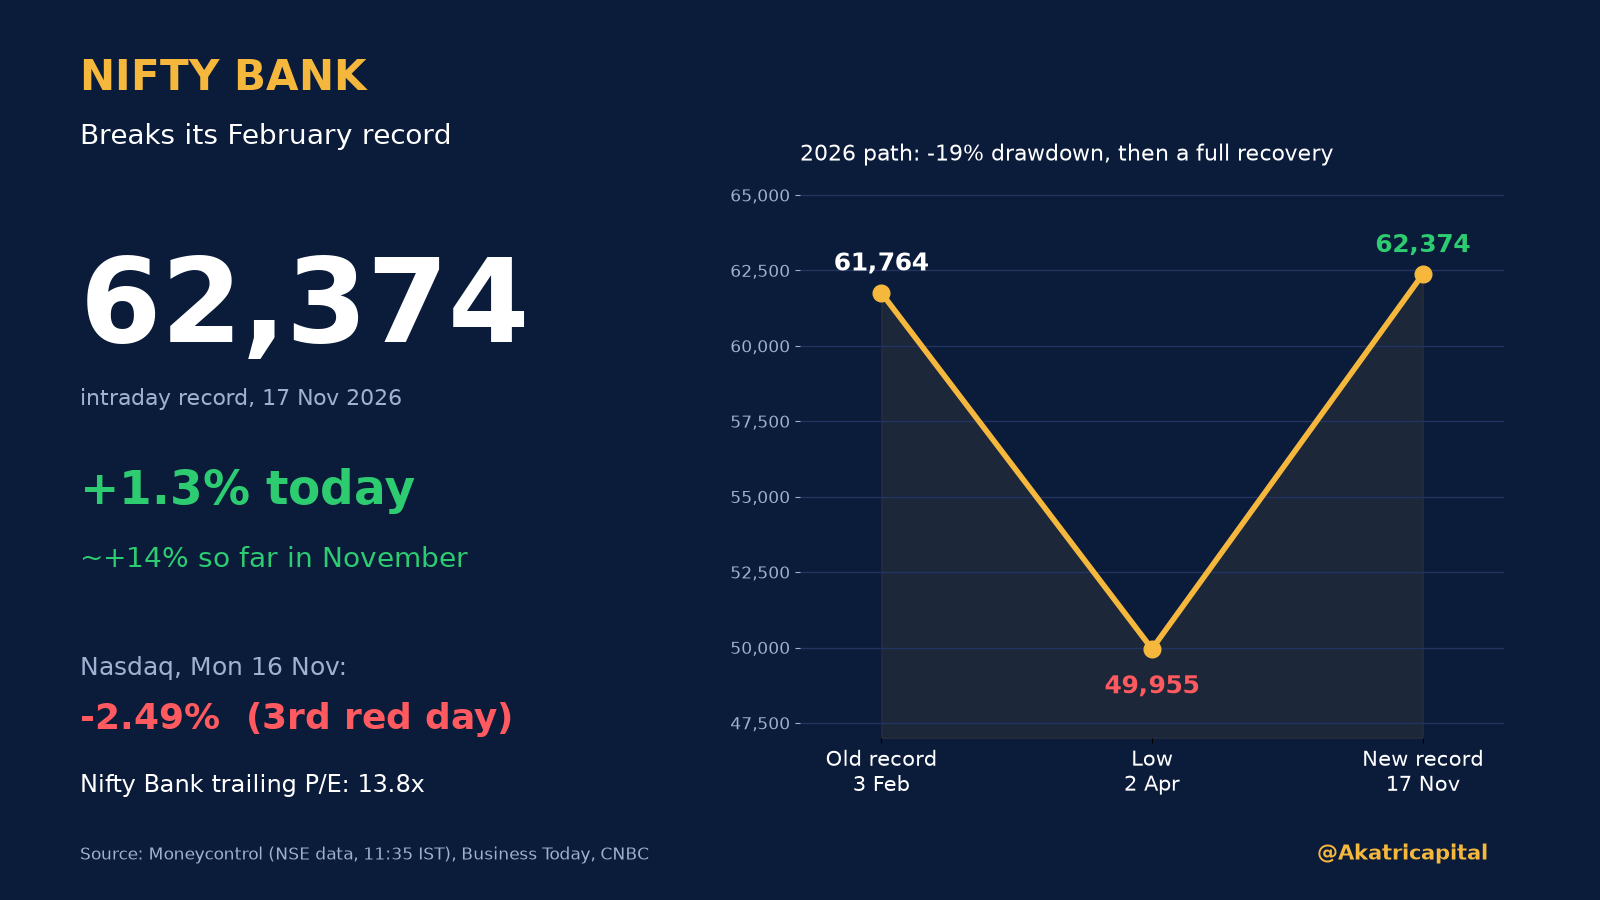 NIFTY BANK
Breaks its February record
62,374
intraday record, 17 Nov 2026
+1.3% today
~+14% so far in November
Nasdaq, Mon 16 Nov:
-2.49% (3rd red day)
Nifty Bank trailing P/E: 13.8x
2026 path: -19% drawdown, then a full recovery
65,000
62,500
60,000
57,500
55,000
52,500
50,000
47,500
61,764
49,955
62,374
Old record
3 Feb
Low
2 Apr
New record
17 Nov
Source: Moneycontrol (NSE data, 11:35 IST), Business Today, CNBC
@Akatricapital